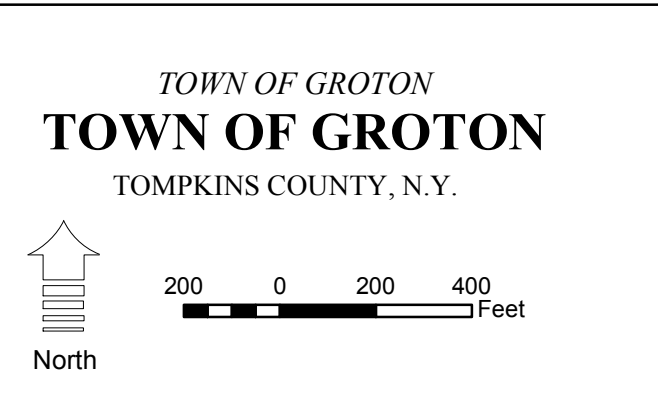 TOWN OF GROTON
TOWN OF GROTON
TOMPKINS COUNTY, N.Y.
200 0 200 400
Feet
North